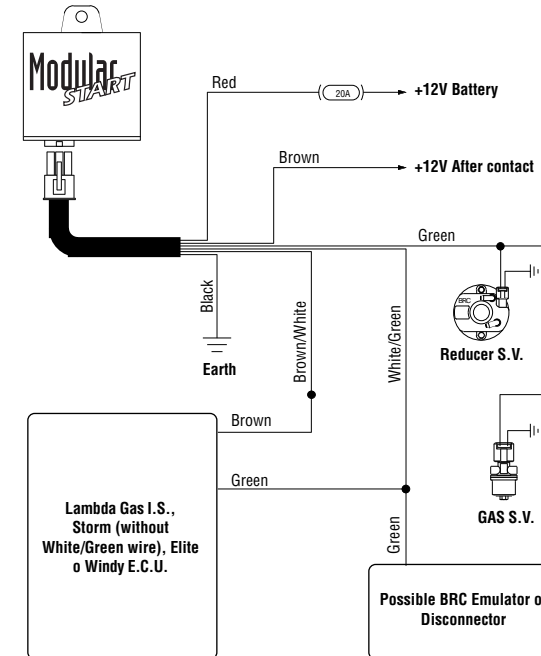 Modular
START
Red
20A
+12V Battery
Brown
+12V After contact
Green
Black
Earth
Brown/White
White/Green
BRC
Reducer S.V.
Brown
Green
GAS S.V.
Green
Lambda Gas I.S.,
Storm (without
White/Green wire), Elite
o Windy E.C.U.
Possible BRC Emulator o
Disconnector